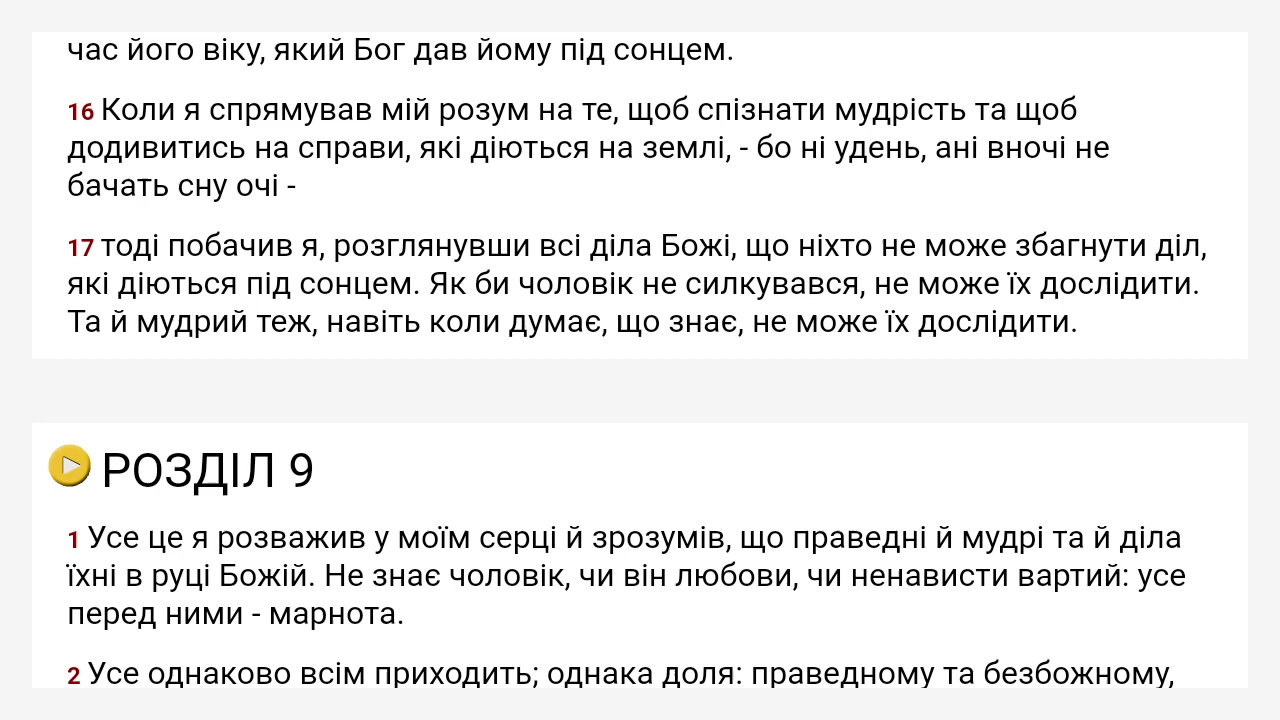 час його віку, який Бог дав йому під сонцем.
16 Коли я спрямував мій розум на те, щоб спізнати мудрість та щоб
додивитись на справи, які діються на землі, - бо ні удень, ані вночі не
бачать сну очі -
17 тоді побачив я, розглянувши всі діла Божі, що ніхто не може збагнути діл,
які діються під сонцем. Як би чоловік не силкувався, не може їх дослідити.
Та й мудрий теж, навіть коли думає, що знає, не може їх дослідити.
РОЗДІЛ 9
1 Усе це я розважив у моїм серці й зрозумів, що праведні й мудрі та й діла
їхні в руці Божій. Не знає чоловік, чи він любови, чи ненависти вартий: усе
перед ними - марнота.
2 Усе однаково всім приходить; однака доля: праведному та безбожному,